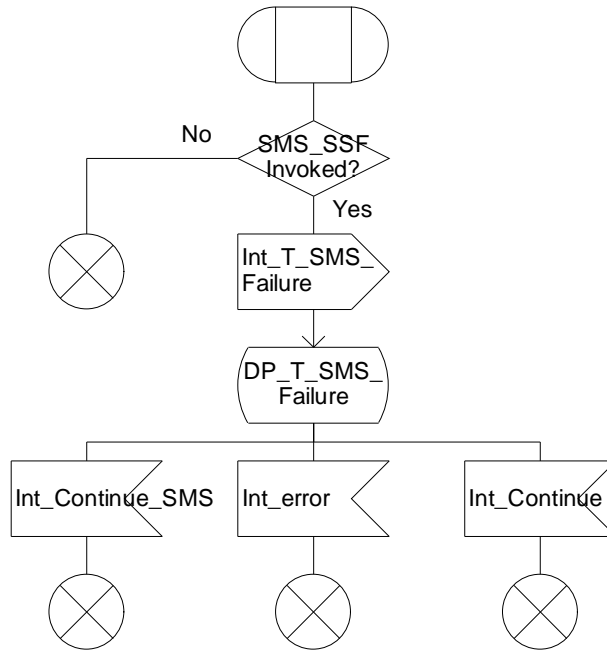 No
SMS_SSF
Invoked?
Yes
Int_T_SMS_
Failure
DP_T_SMS_
Failure
Int_Continue_SMS
Int_error
Int_Continue